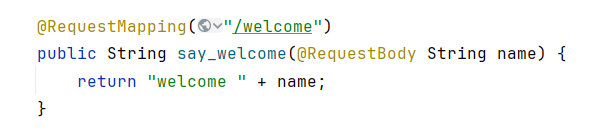 @RequestMapping("/welcome")
public String say_welcome(@RequestBody String name) {
    return "welcome " + name;
}